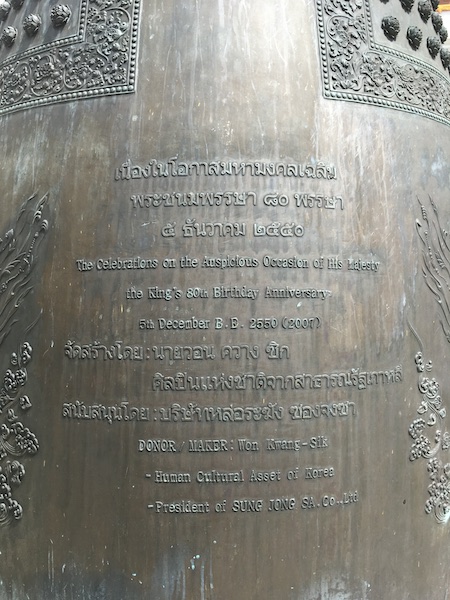 เนื่องในโอกาสมหามงคลเฉลิม
พระชนมพรรษา ๘๐ พรรษา
๕ ธันวาคม ๒๕๕๐
The Celebrations on the Auspicious Occasion of His Majesty
the King's 80th Birthday Anniversary-
5th December B.E. 2550 (2007)
จัดสร้างโดย : นายวอน ควาง ซิก
ศิลปินแห่งชาติจากสาธารณรัฐเกาหลี
สนับสนุนโดย : บริษัทหล่อระฆัง ซองจงซา
DONOR / MAKER : Won Kwang-Sik
- Human Cultural Asset of Korea
- President of SUNG JONG SA. Co., Ltd